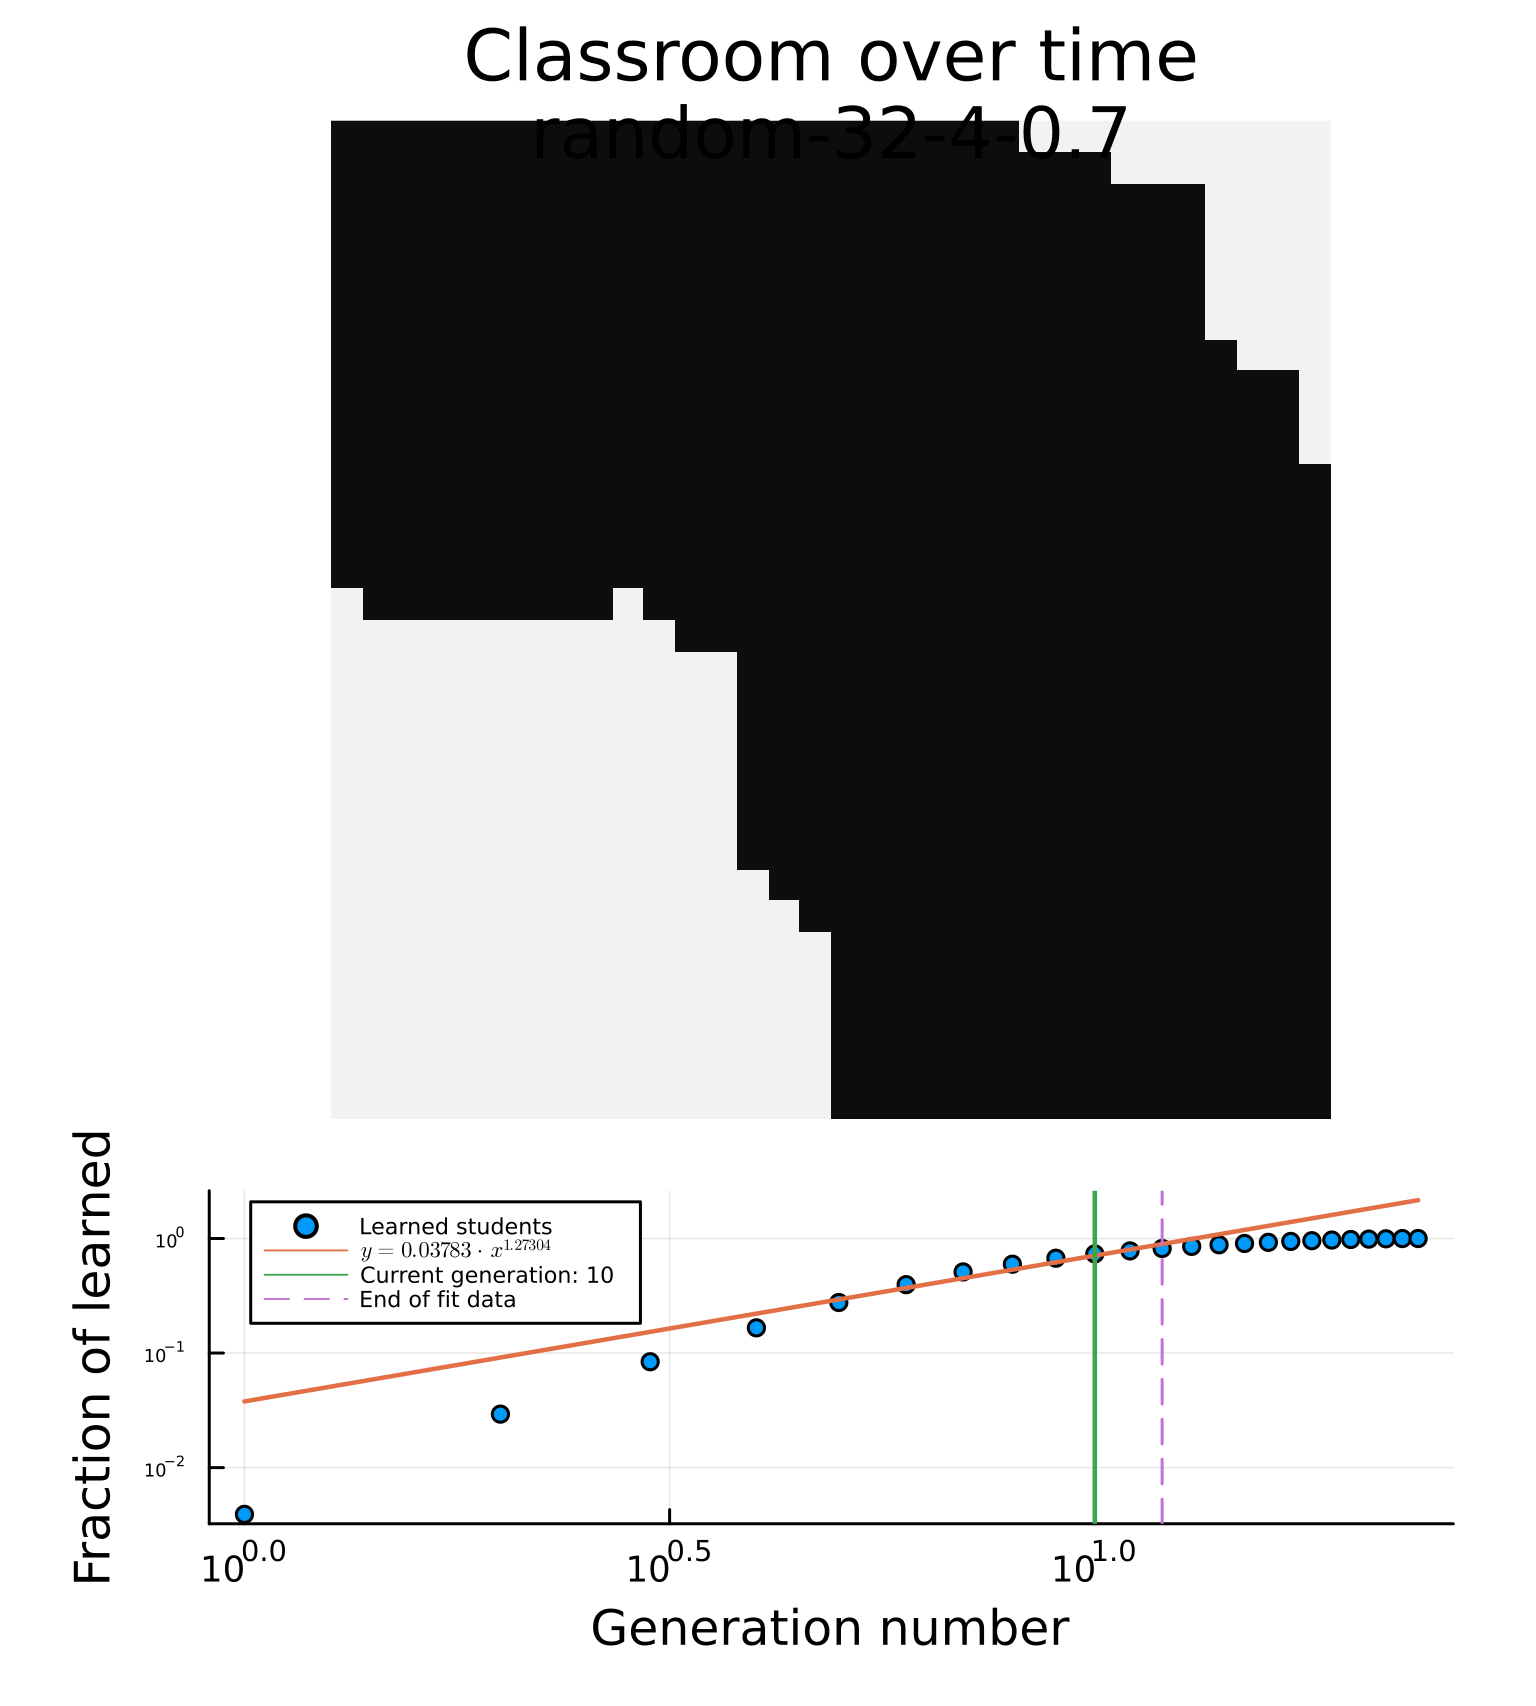 Classroom over time
random-32-4-0.7
Fraction of learned
10⁰
10⁻¹
10⁻²
Learned students
y = 0.03783 · x^1.27304
Current generation: 10
End of fit data
10^0.0 10^0.5 10^1.0
Generation number